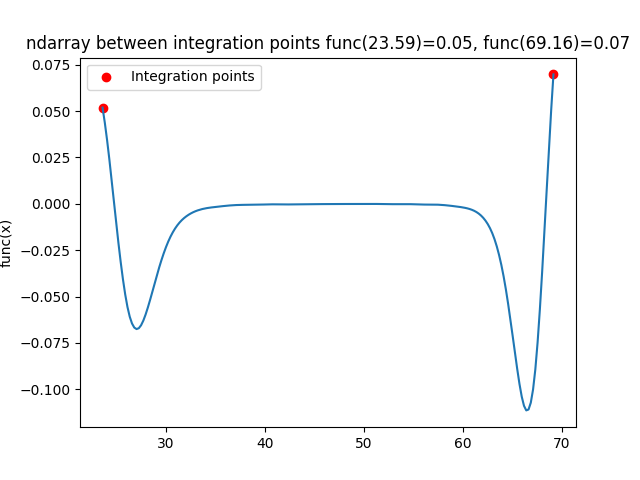 ndarray between integration points func(23.59)=0.05, func(69.16)=0.07
Integration points
func(x)
0.075
0.050
0.025
0.000
−0.025
−0.050
−0.075
−0.100
30 40 50 60 70